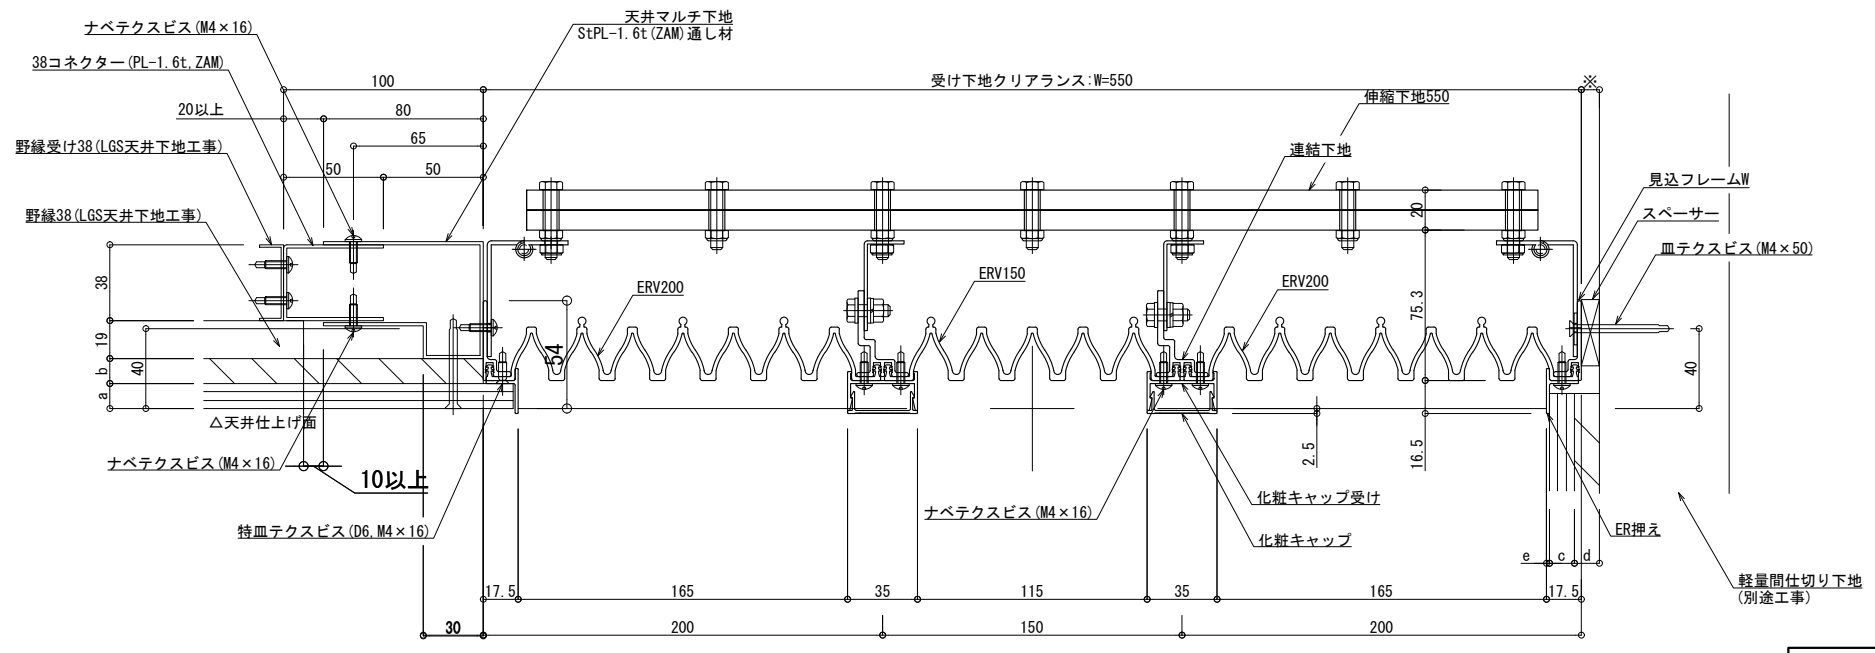 天井マルチ下地
StPL-1.6t(ZAM)通し材
ナベテクスビス(M4×16)
38コネクター(PL-1.6t,ZAM)
100
受け下地クリアランス:W=550
※
伸縮下地550
20以上
80
65
野縁受け38(LGS天井下地工事)
連結下地
50
50
見込フレームW
野縁38(LGS天井下地工事)
スペーサー
20
皿テクスビス(M4×50)
ERV200
ERV150
ERV200
38
75.3
19
54
40
b
a
40
△天井仕上げ面
2.5
16.5
ナベテクスビス(M4×16)
10以上
化粧キャップ受け
ナベテクスビス(M4×16)
特皿テクスビス(D6,M4×16)
化粧キャップ
ER押え
e
c
d
軽量間仕切り下地
(別途工事)
17.5
165
35
115
35
165
17.5
30
200
150
200